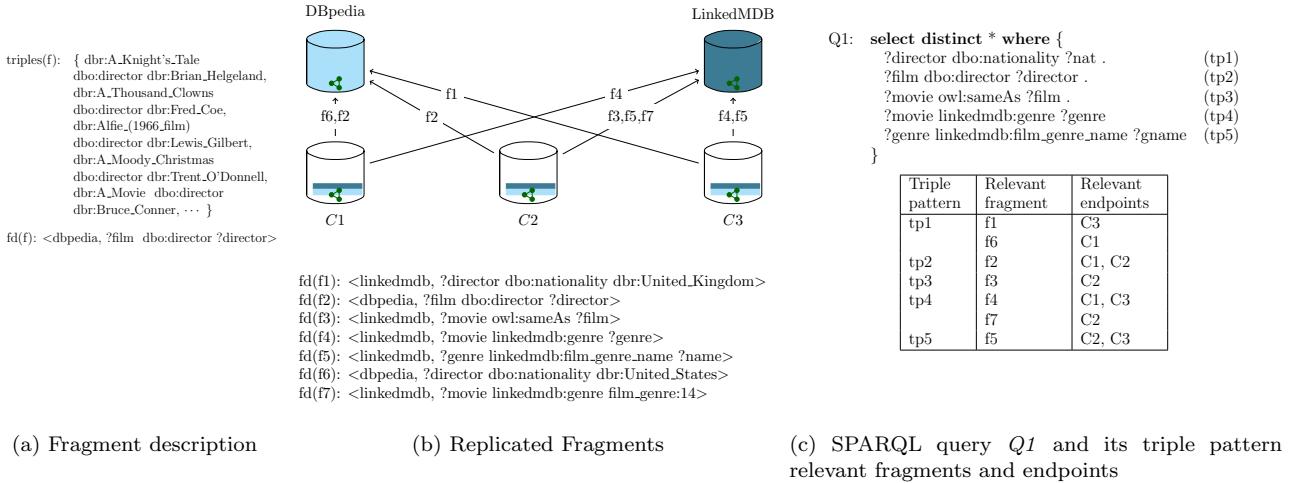 triples(f): { dbr:A_Knight's_Tale
dbo:director dbr:Brian_Helgeland,
dbr:A_Thousand_Clowns
dbo:director dbr:Fred_Coe,
dbr:Alfie_(1966_film)
dbo:director dbr:Lewis_Gilbert,
dbr:A_Moody_Christmas
dbo:director dbr:Trent_O'Donnell,
dbr:A_Movie dbo:director
dbr:Bruce_Conner, ··· }
fd(f): <dbpedia, ?film dbo:director ?director>
(a) Fragment description
DBpedia
LinkedMDB
f1
f4
f6,f2
f2
f3,f5,f7
f4,f5
C1
C2
C3
fd(f1): <linkedmdb, ?director dbo:nationality dbr:United_Kingdom>
fd(f2): <dbpedia, ?film dbo:director ?director>
fd(f3): <linkedmdb, ?movie owl:sameAs ?film>
fd(f4): <linkedmdb, ?movie linkedmdb:genre ?genre>
fd(f5): <linkedmdb, ?genre linkedmdb:film_genre_name ?name>
fd(f6): <dbpedia, ?director dbo:nationality dbr:United_States>
fd(f7): <linkedmdb, ?movie linkedmdb:genre film_genre:14>
(b) Replicated Fragments
Q1: select distinct * where {
?director dbo:nationality ?nat . (tp1)
?film dbo:director ?director . (tp2)
?movie owl:sameAs ?film . (tp3)
?movie linkedmdb:genre ?genre (tp4)
?genre linkedmdb:film_genre_name ?gname (tp5)
}
Triple Relevant Relevant
pattern fragment endpoints
tp1 f1 C3
f6 C1
tp2 f2 C1, C2
tp3 f3 C2
tp4 f4 C1, C3
f7 C2
tp5 f5 C2, C3
(c) SPARQL query Q1 and its triple pattern
relevant fragments and endpoints